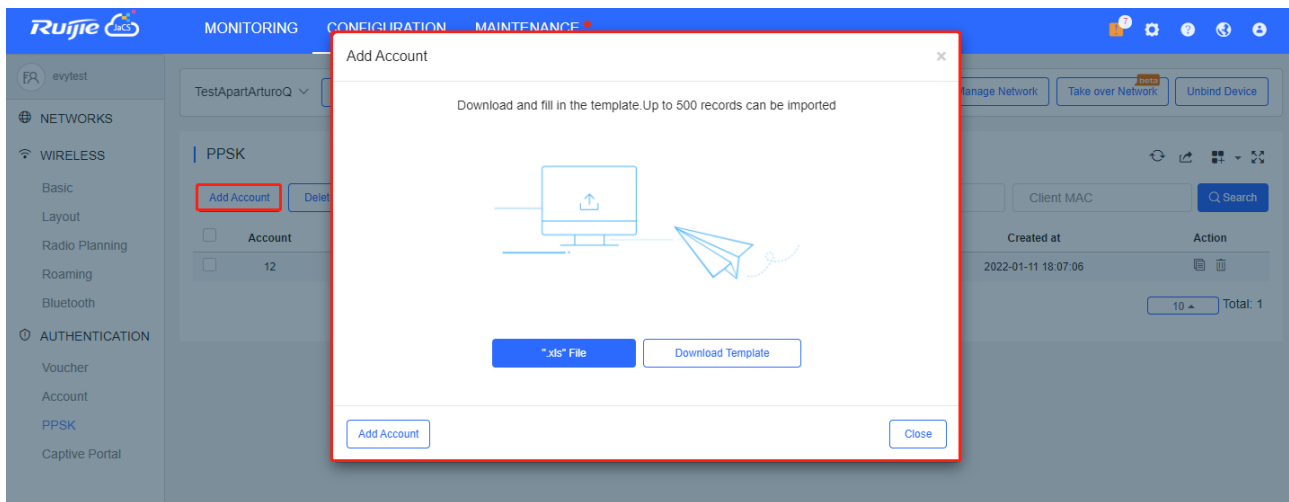 Ruijie JaCS MONITORING CONFIGURATION MAINTENANCE 7
evytest
TestApartArturoQ Manage Network Take over Network beta Unbind Device
NETWORKS
WIRELESS
Basic
Layout
Radio Planning
Roaming
Bluetooth
AUTHENTICATION
Voucher
Account
PPSK
Captive Portal
PPSK
Add Account Client MAC Search
Account Created at Action
12 2022-01-11 18:07:06
10 Total: 1
Add Account ×
Download and fill in the template.Up to 500 records can be imported
".xls" File Download Template
Add Account Close